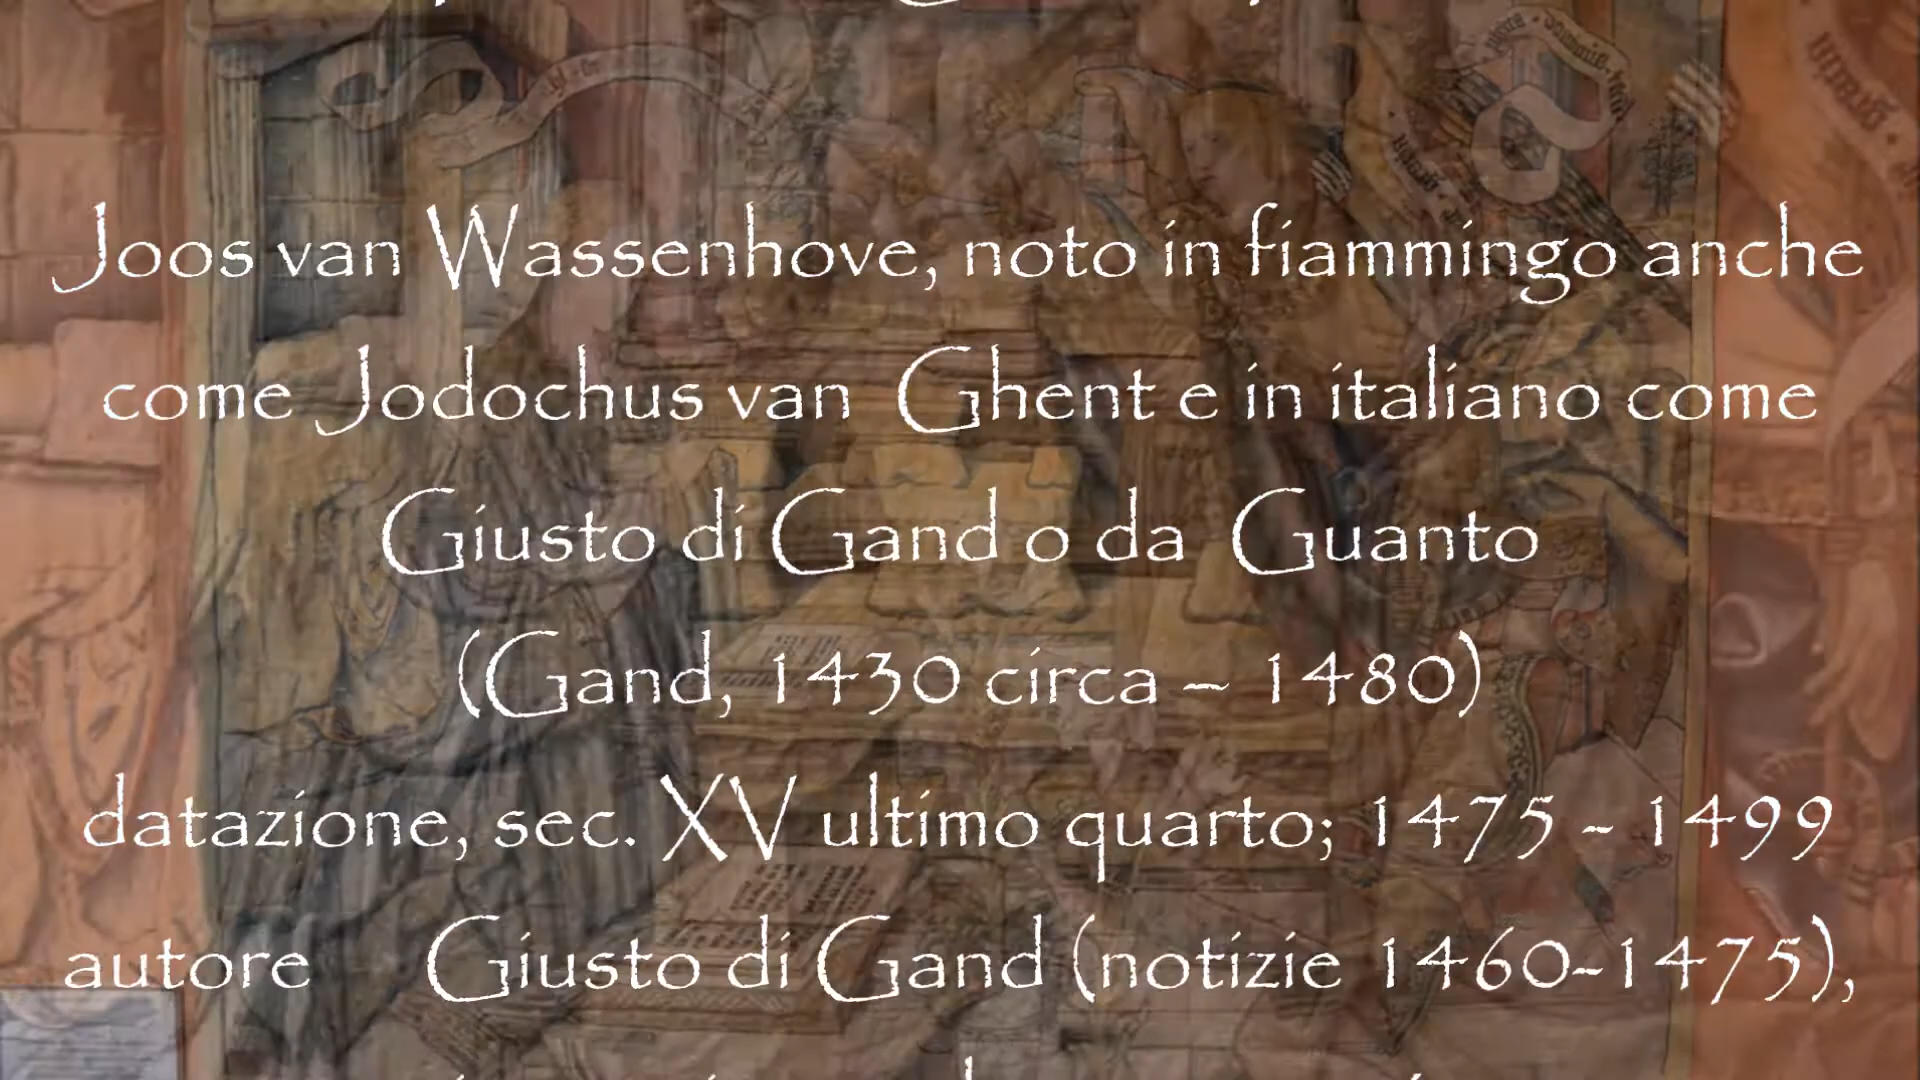 Joos van Wassenhove, noto in fiammingo anche
come Jodochus van Ghent e in italiano come
Giusto di Gand o da Guanto
(Gand, 1430 circa – 1480)
datazione, sec. XV ultimo quarto; 1475 - 1499
autore Giusto di Gand (notizie 1460-1475),